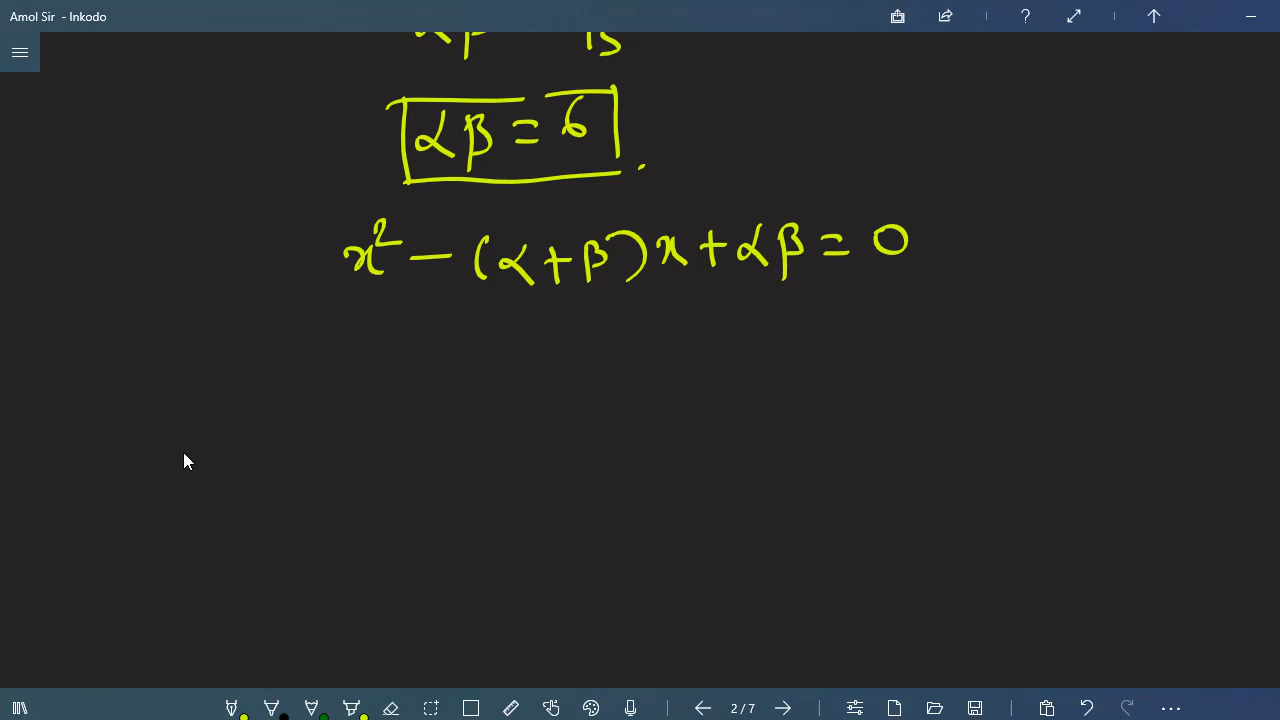 Amol Sir - Inkodo
αβ = 6
x² - (α + β)x + αβ = 0
2 / 7